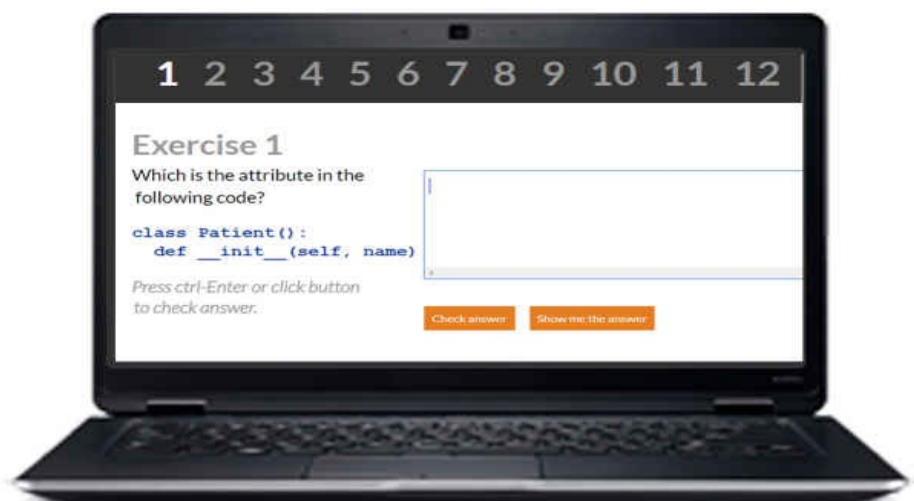 1 2 3 4 5 6 7 8 9 10 11 12
Exercise 1
Which is the attribute in the
following code?
class Patient():
def __init__(self, name)
Press ctrl-Enter or click button
to check answer.
Check answer
Show me the answer